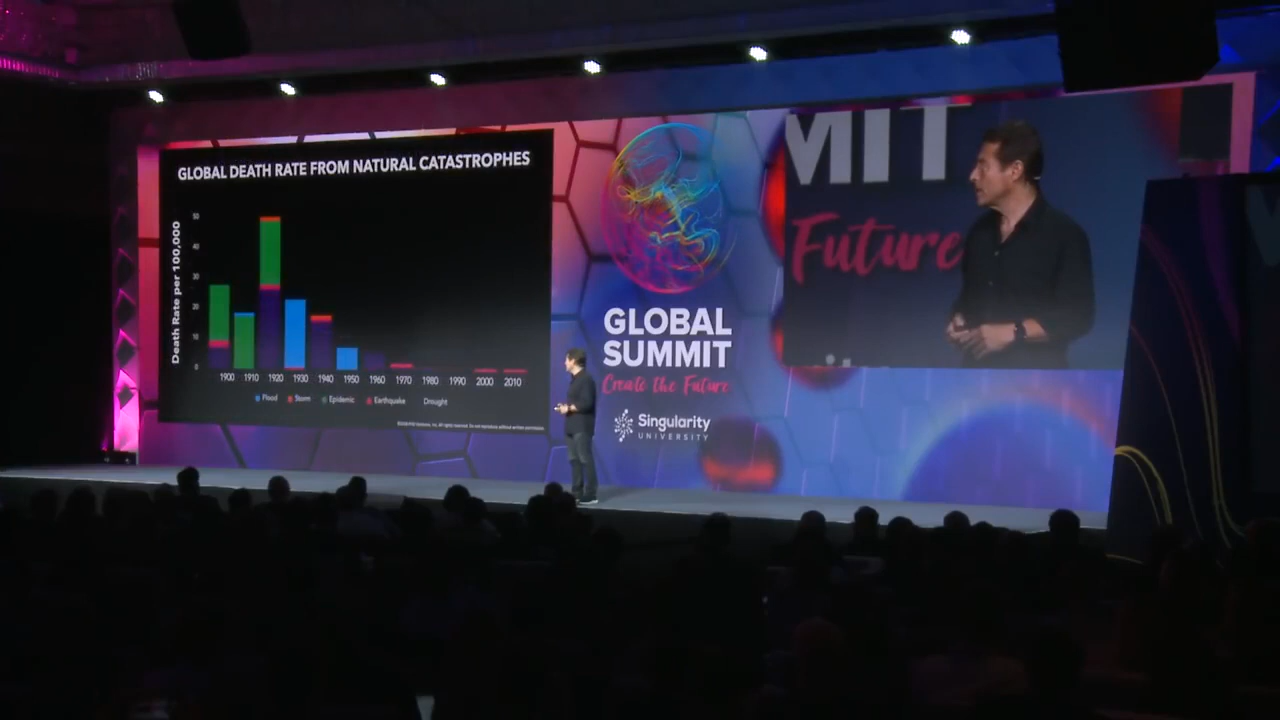 GLOBAL DEATH RATE FROM NATURAL CATASTROPHES
Death Rate per 100,000
50
40
30
20
10
0
1900 1910 1920 1930 1940 1950 1960 1970 1980 1990 2000 2010
Flood Storm Epidemic Earthquake Drought
GLOBAL
SUMMIT
Create the Future
Singularity
UNIVERSITY
MIT
Future